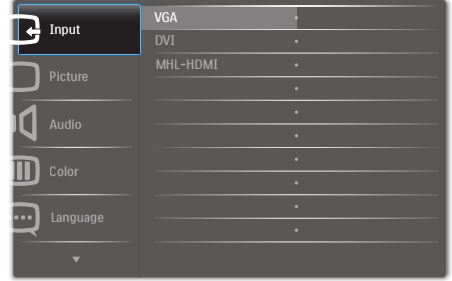 Input
Picture
Audio
Color
Language
VGA
DVI
MHL-HDMI